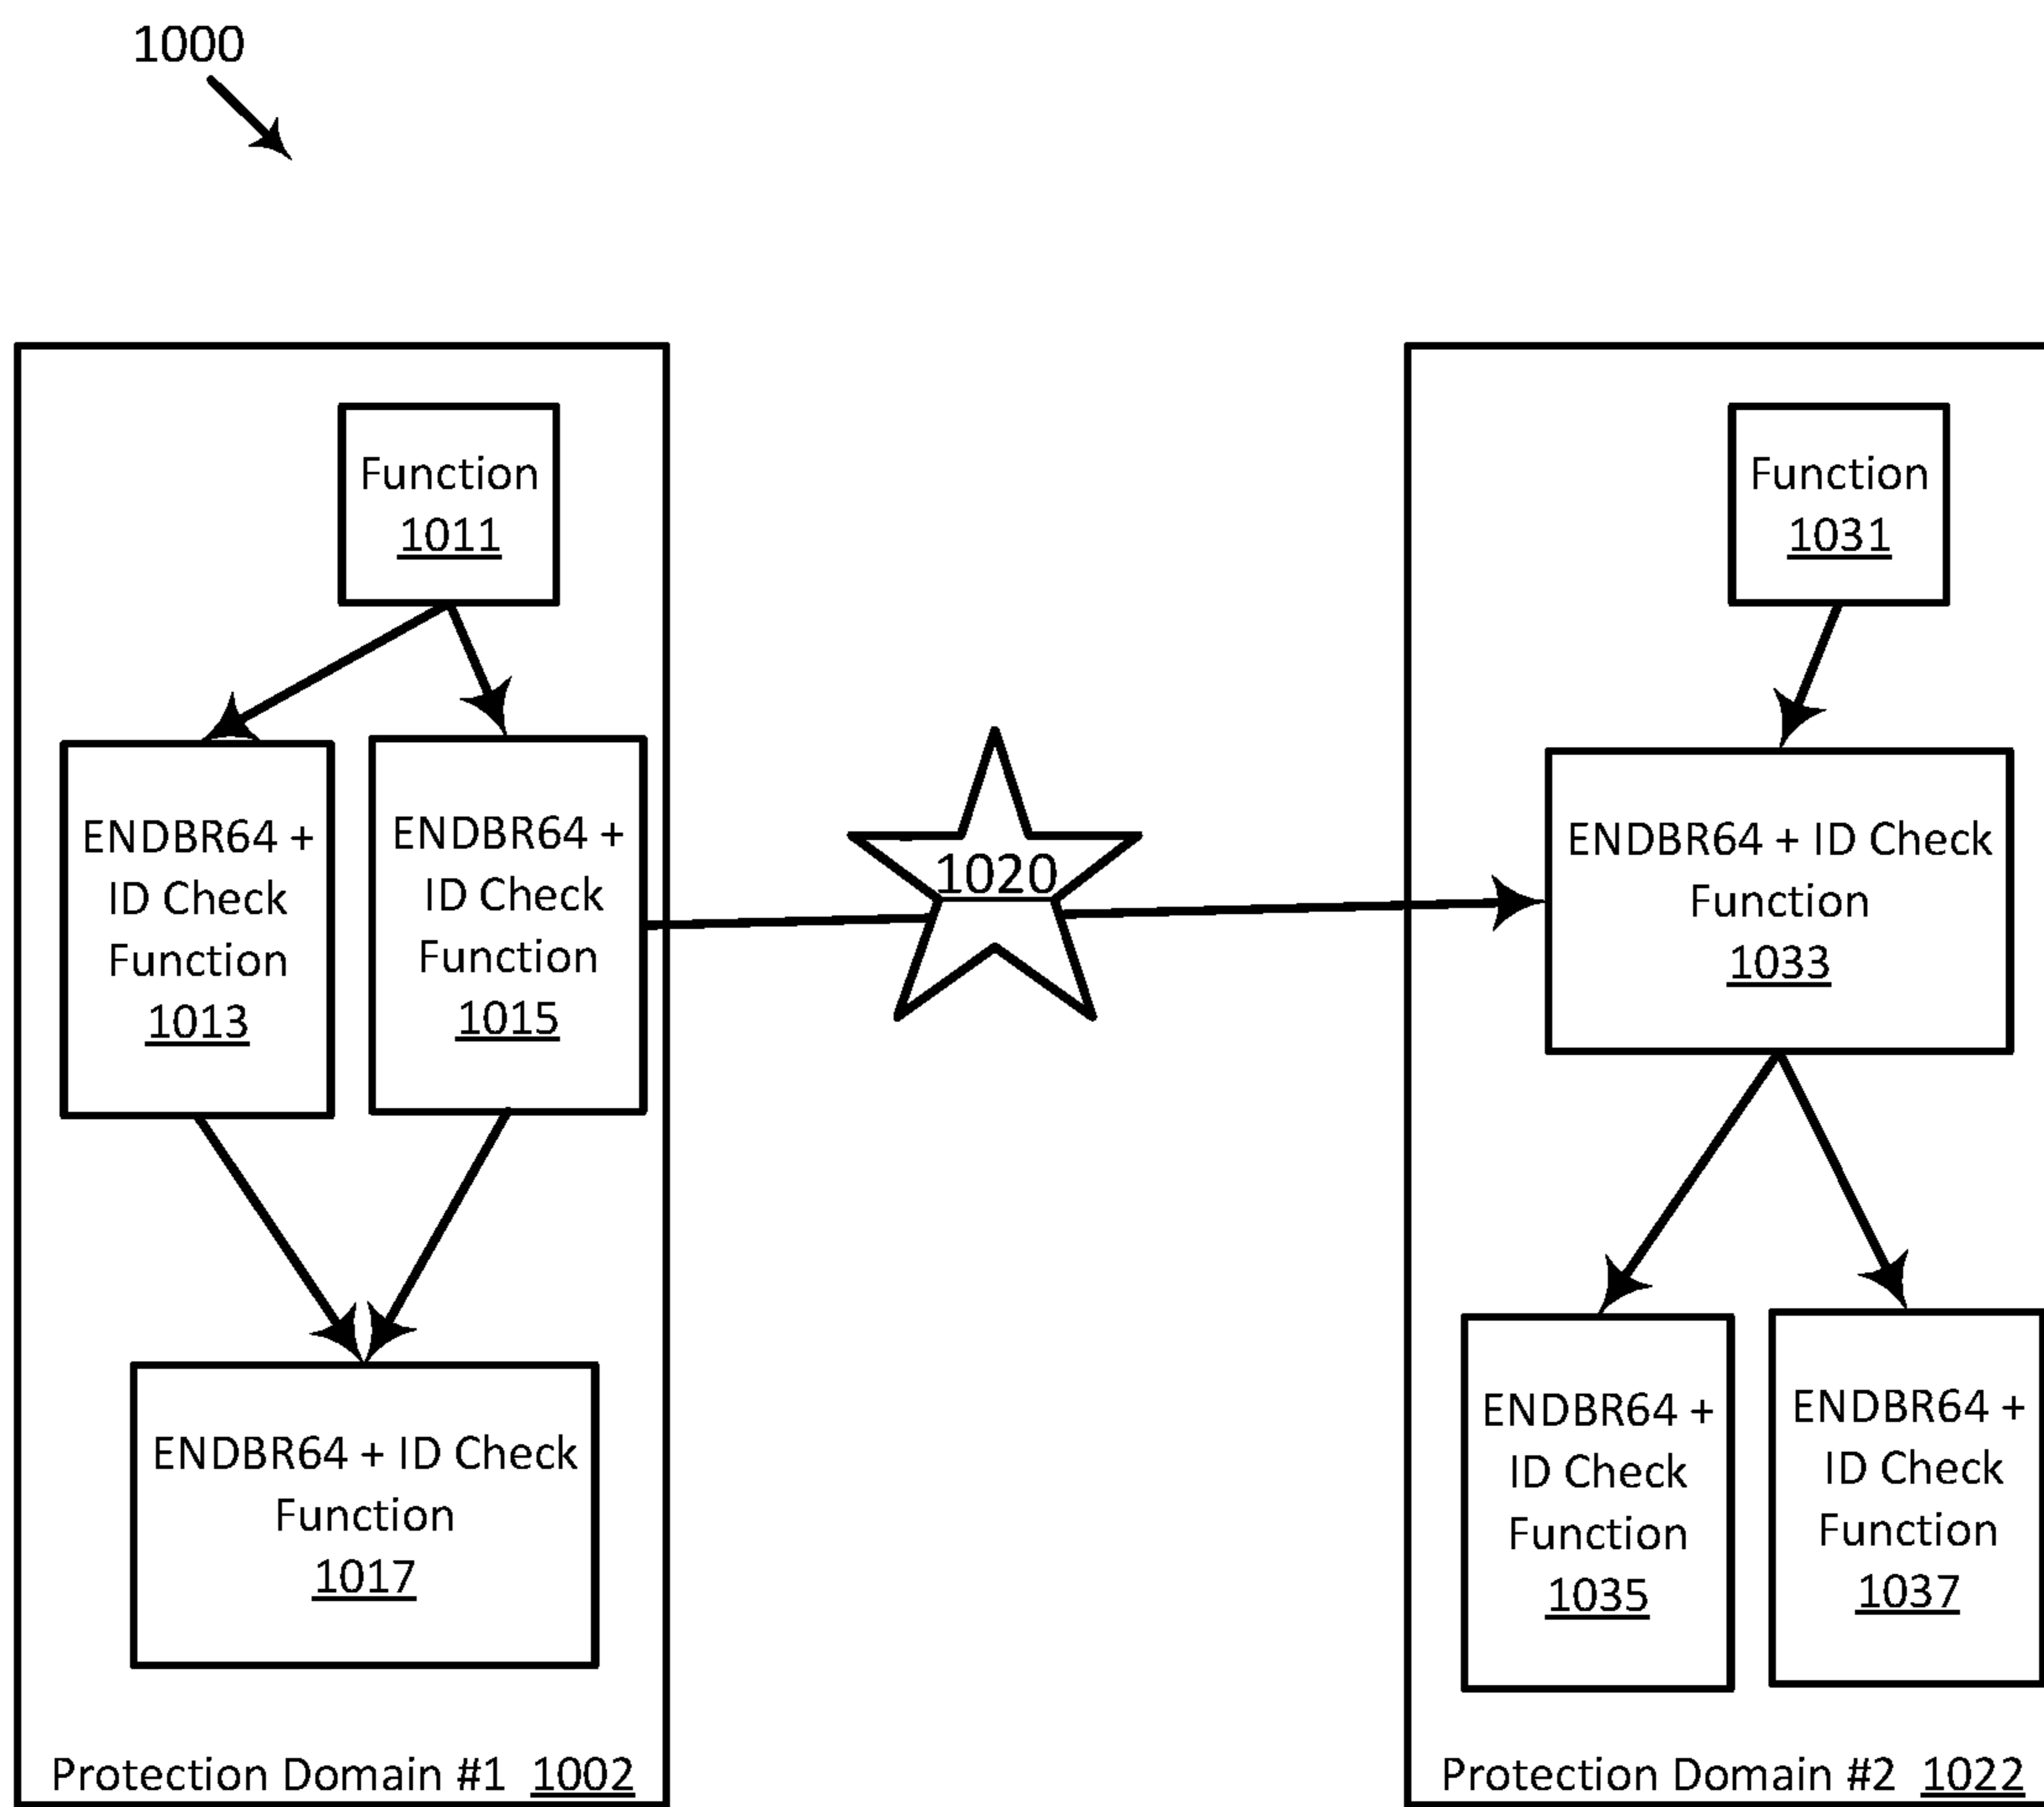 1000
Function
1011
Function
1031
ENDBR64 +
ID Check
Function
1013
ENDBR64 +
ID Check
Function
1015
1020
ENDBR64 + ID Check
Function
1033
ENDBR64 + ID Check
Function
1017
ENDBR64 +
ID Check
Function
1035
ENDBR64 +
ID Check
Function
1037
Protection Domain #1 1002
Protection Domain #2 1022